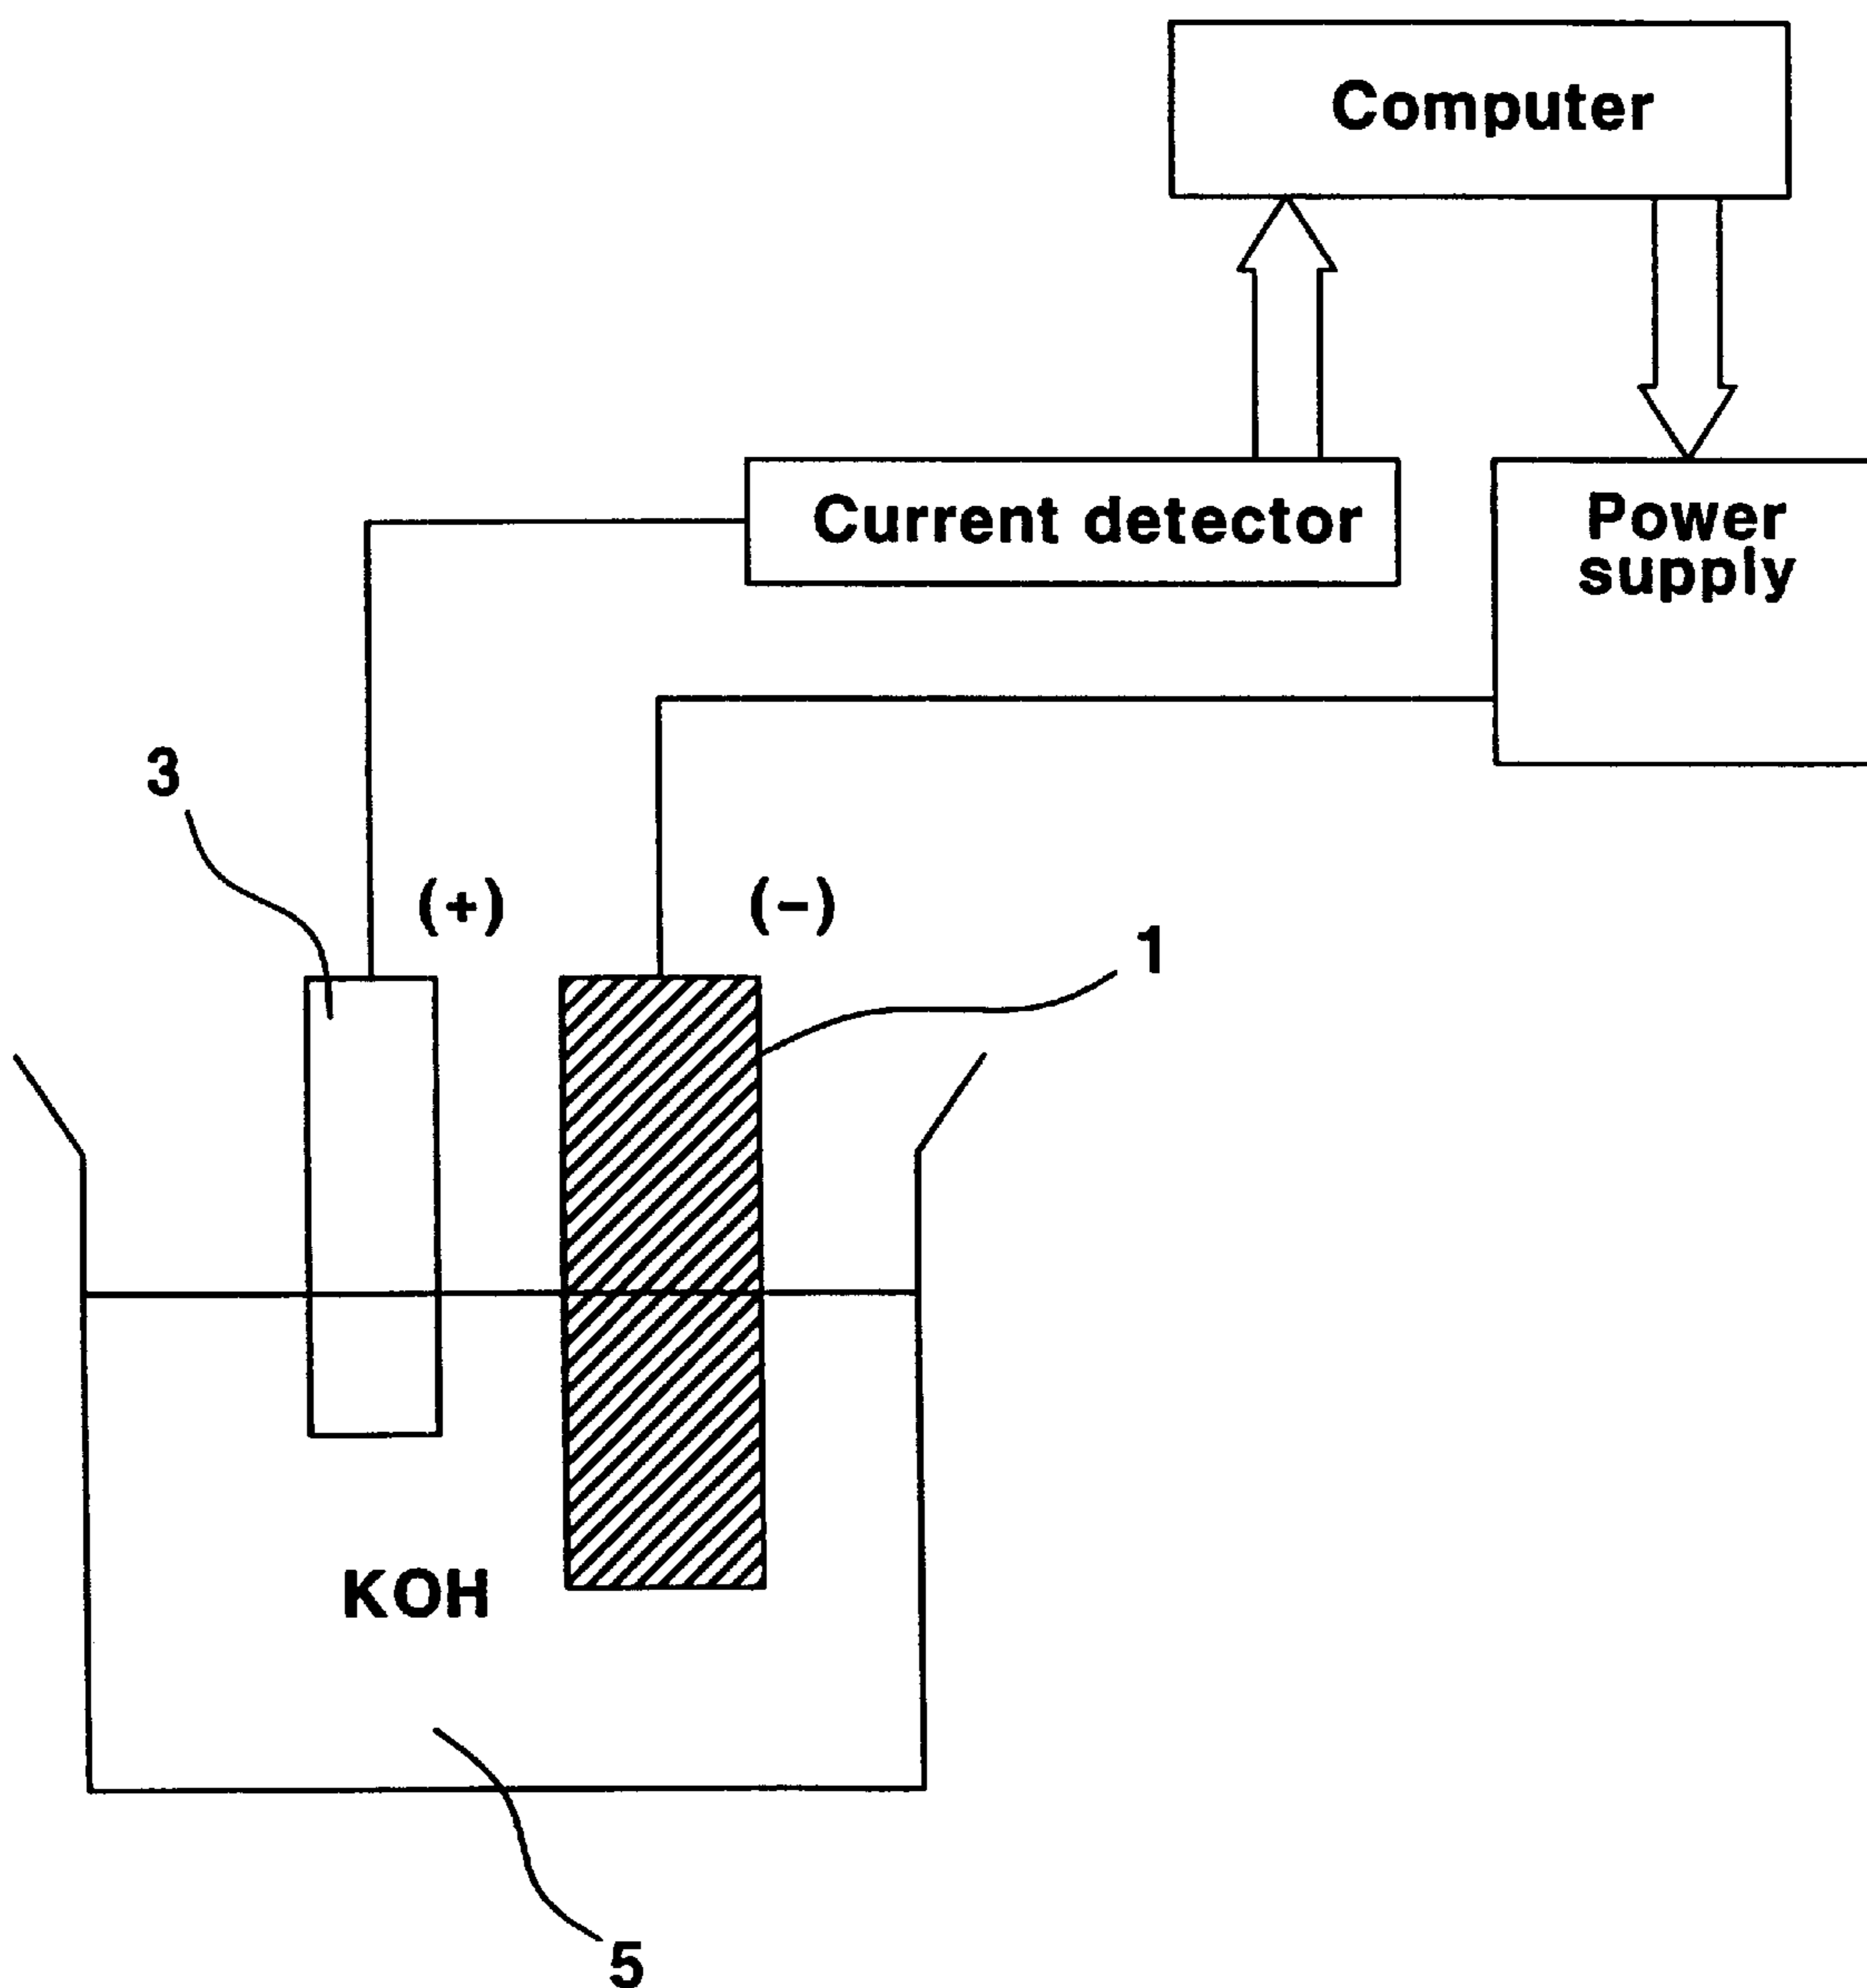 Computer
Current detector
Power
supply
3
(+)
(-)
1
KOH
5